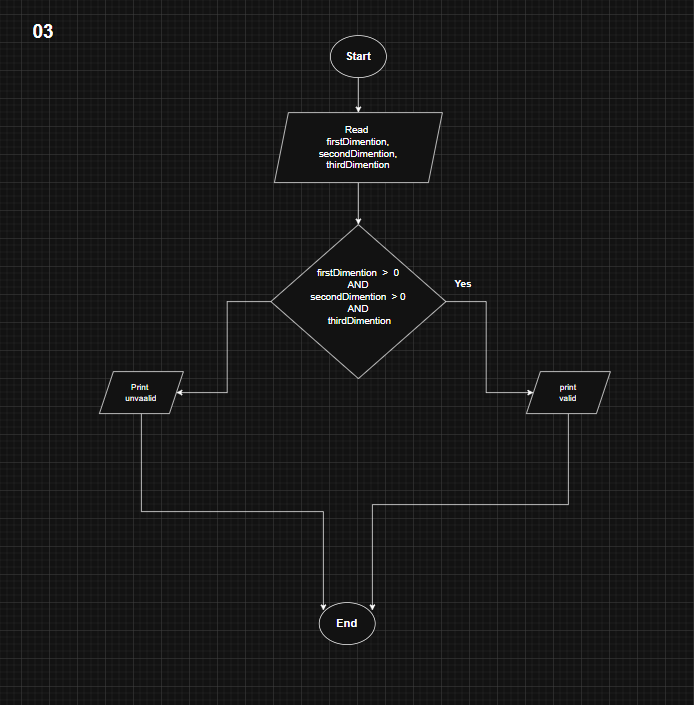 03
Start
Read
firstDimention,
secondDimention,
thirdDimention
firstDimention > 0
AND
secondDimention > 0
AND
thirdDimention
Yes
Print
unvaalid
print
valid
End